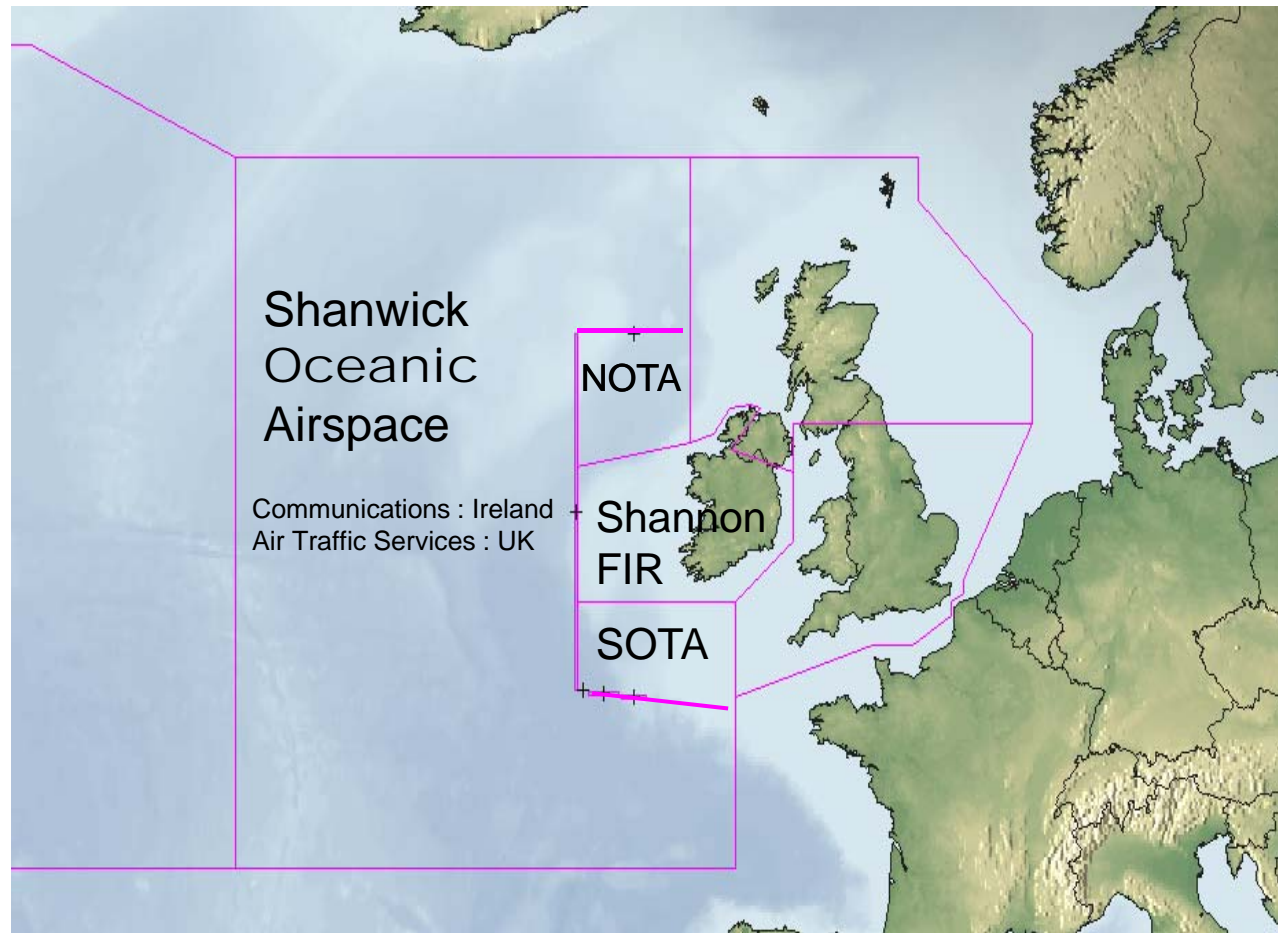 Shanwick
Oceanic
Airspace
NOTA
Communications : Ireland
Air Traffic Services : UK
Shannon
FIR
SOTA